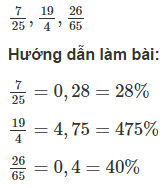 7/25, 19/4, 26/65
Hướng dẫn làm bài:
7/25 = 0,28 = 28%
19/4 = 4,75 = 475%
26/65 = 0,4 = 40%